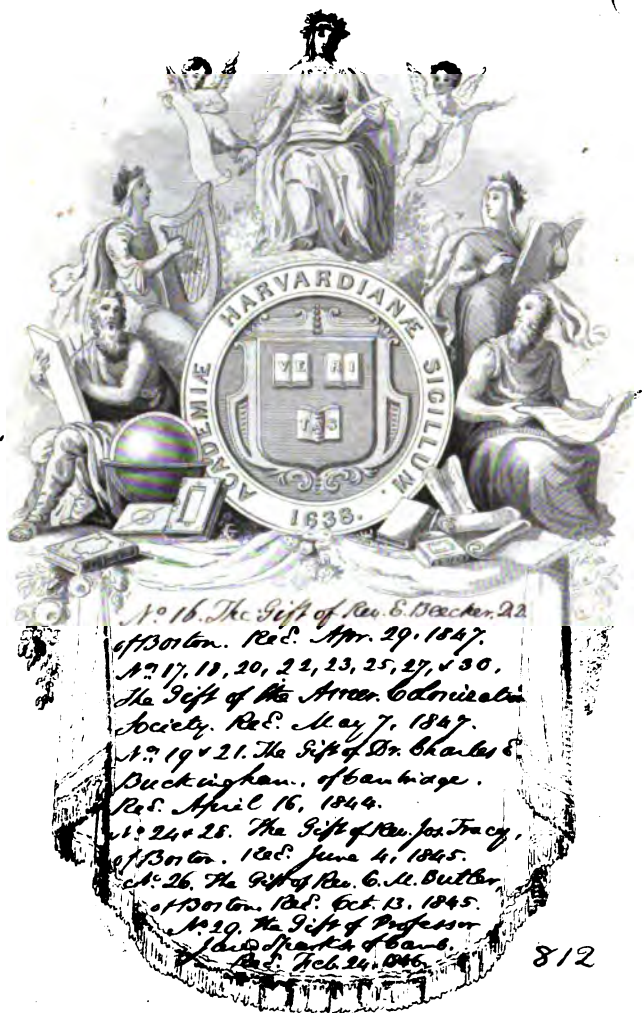 ACADEMIÆ HARVARDIANÆ SIGILLUM.
VE RI
TAS
1638.
No 16. The Gift of Rev. E. Beecher, D.D.
of Boston. Rec. Apr. 29, 1847.
Nos 17, 18, 20, 22, 23, 25, 27, & 30,
The Gift of the Amer. Colonization
Society. Rec. May 7, 1847.
Nos 19 & 21. The Gift of Dr. Charles E.
Buckingham, of Cambridge.
Rec. April 16, 1844.
Nos 24 & 28. The Gift of Rev. Jos. Tracy,
of Boston. Rec. June 4, 1845.
No 26. The Gift of Rev. C. M. Butler
of Boston. Rec. Oct. 13, 1845.
No 29. The Gift of Professor
Jared Sparks of Camb.
Rec. Feb. 24, 1846.
812